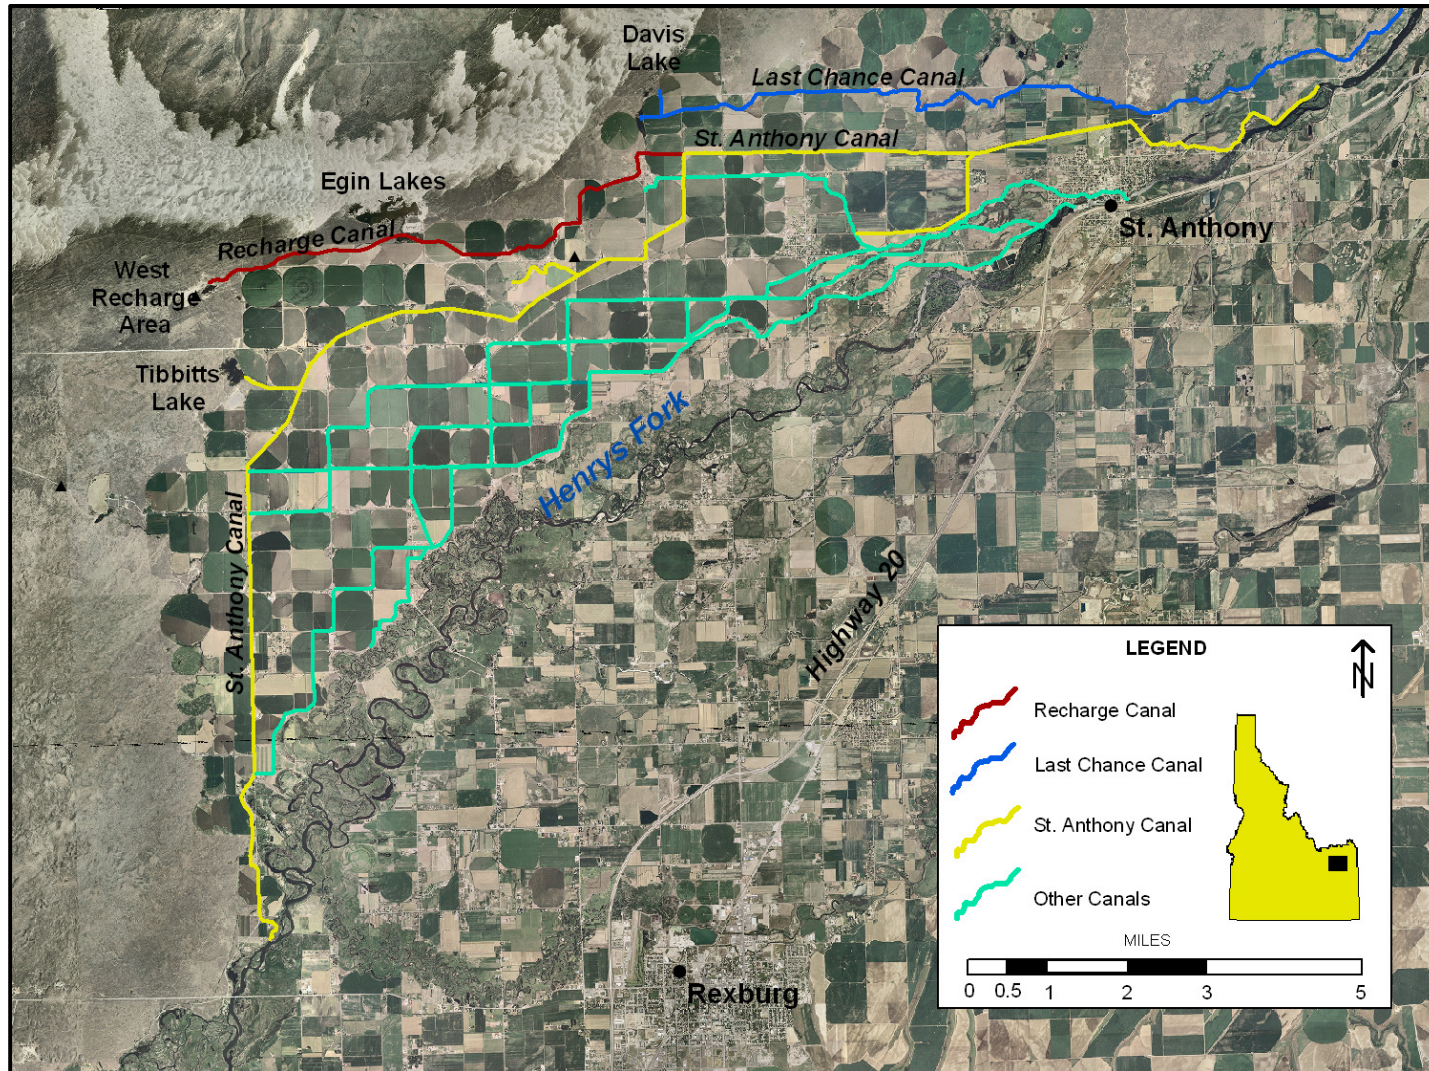 Davis
Lake
Last Chance Canal
St. Anthony Canal
Egin Lakes
Recharge Canal
St. Anthony
West
Recharge
Area
Tibbitts
Lake
Henrys Fork
St. Anthony Canal
Highway 20
Rexburg
LEGEND
N
Recharge Canal
Last Chance Canal
St. Anthony Canal
Other Canals
MILES
0 0.5 1 2 3 5